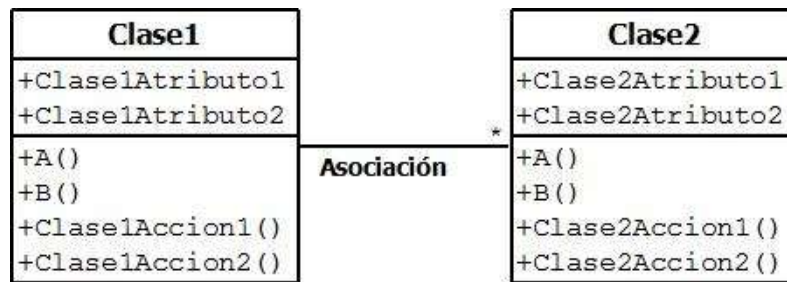 Clase1
+Clase1Atributo1
+Clase1Atributo2
+A()
+B()
+Clase1Accion1()
+Clase1Accion2()
*
Asociación
Clase2
+Clase2Atributo1
+Clase2Atributo2
+A()
+B()
+Clase2Accion1()
+Clase2Accion2()